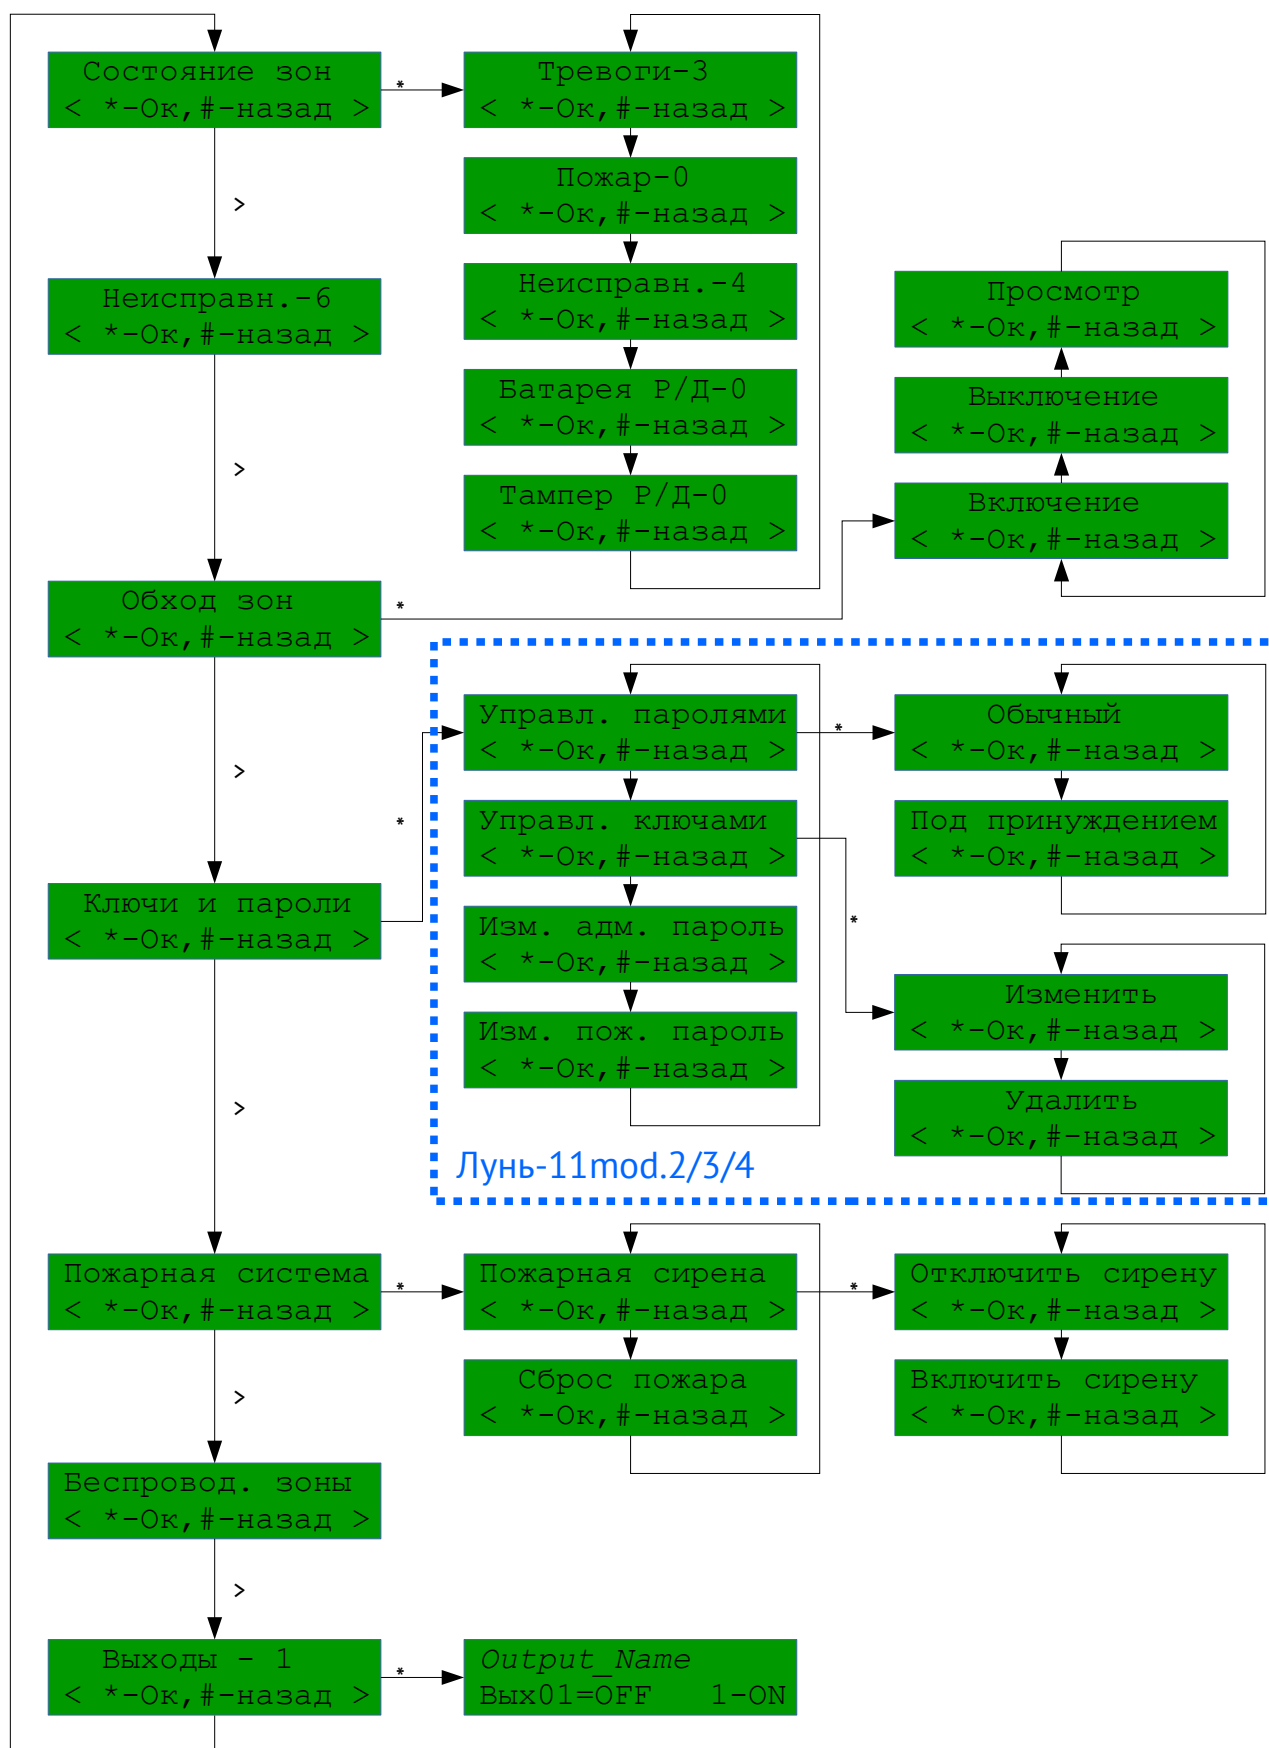 Состояние зон
< *-Ок,#-назад >
*
Тревоги-3
< *-Ок,#-назад >
Пожар-0
< *-Ок,#-назад >
>
Неисправн.-6
< *-Ок,#-назад >
Неисправн.-4
< *-Ок,#-назад >
Просмотр
< *-Ок,#-назад >
Батарея Р/Д-0
< *-Ок,#-назад >
Выключение
< *-Ок,#-назад >
>
Тампер Р/Д-0
< *-Ок,#-назад >
Включение
< *-Ок,#-назад >
Обход зон
< *-Ок,#-назад >
*
Управл. паролями
< *-Ок,#-назад >
*
Обычный
< *-Ок,#-назад >
>
Управл. ключами
< *-Ок,#-назад >
Под принуждением
< *-Ок,#-назад >
*
Ключи и пароли
< *-Ок,#-назад >
Изм. адм. пароль
< *-Ок,#-назад >
*
Изменить
< *-Ок,#-назад >
Изм. пож. пароль
< *-Ок,#-назад >
>
Удалить
< *-Ок,#-назад >
Лунь-11mod.2/3/4
Пожарная система
< *-Ок,#-назад >
*
Пожарная сирена
< *-Ок,#-назад >
*
Отключить сирену
< *-Ок,#-назад >
>
Сброс пожара
< *-Ок,#-назад >
Включить сирену
< *-Ок,#-назад >
Беспровод. зоны
< *-Ок,#-назад >
>
Выходы - 1
< *-Ок,#-назад >
*
Output_Name
Вых01=OFF 1-ON